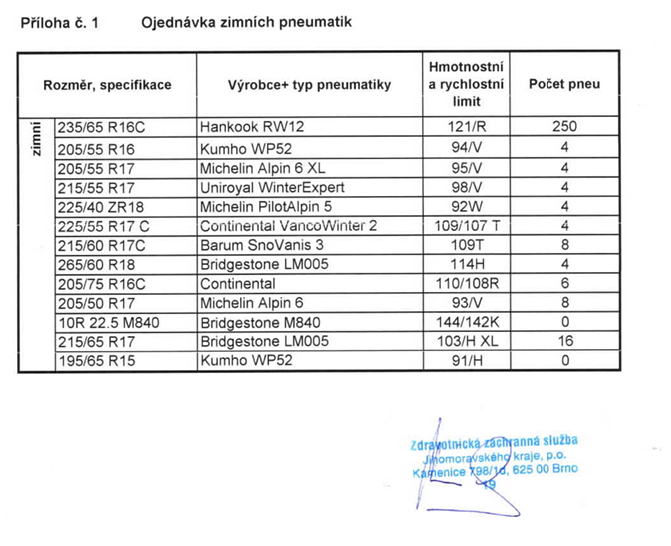 Příloha č. 1 Ojednávka zimních pneumatik
Rozměr, specifikace Výrobce+ typ pneumatiky Hmotnostní a rychlostní limit Počet pneu
zimní
235/65 R16C Hankook RW12 121/R 250
205/55 R16 Kumho WP52 94/V 4
205/55 R17 Michelin Alpin 6 XL 95/V 4
215/55 R17 Uniroyal WinterExpert 98/V 4
225/40 ZR18 Michelin PilotAlpin 5 92W 4
225/55 R17 C Continental VancoWinter 2 109/107 T 4
215/60 R17C Barum SnoVanis 3 109T 8
265/60 R18 Bridgestone LM005 114H 4
205/75 R16C Continental 110/108R 6
205/50 R17 Michelin Alpin 6 93/V 8
10R 22.5 M840 Bridgestone M840 144/142K 0
215/65 R17 Bridgestone LM005 103/H XL 16
195/65 R15 Kumho WP52 91/H 0
Zdravotnická záchranná služba
Jihomoravského kraje, p.o.
Kamenice 798/1d, 625 00 Brno
19